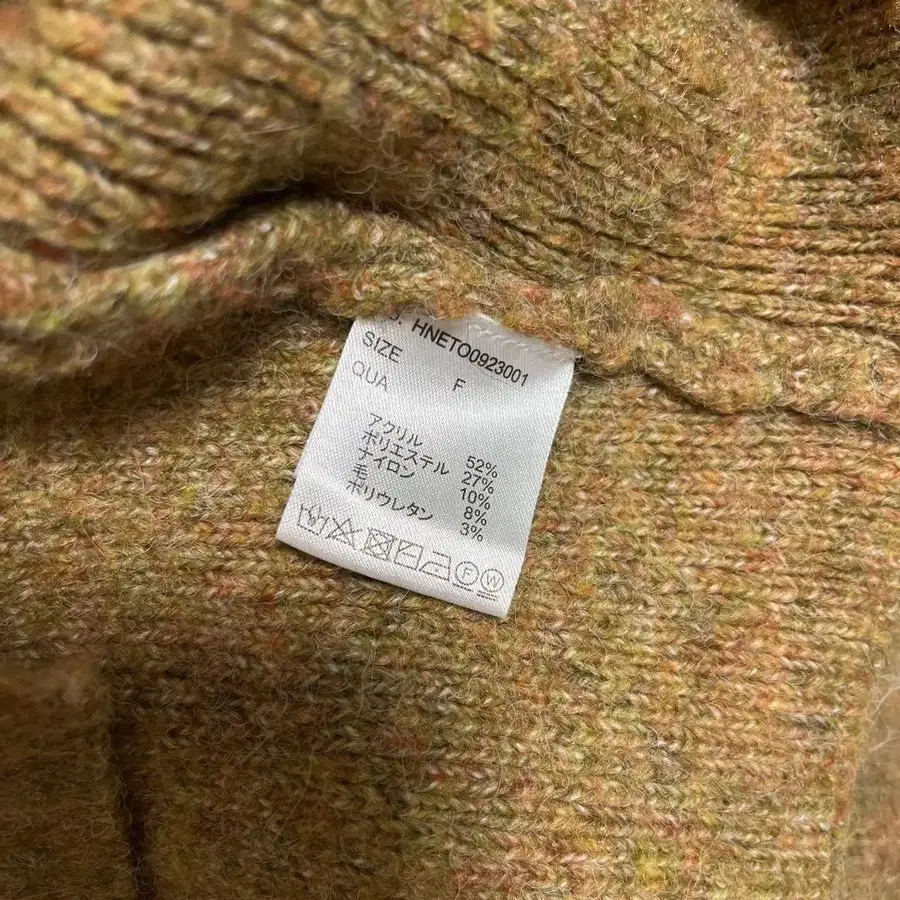 HNETO0923001
SIZE F
QUA
アクリル 52%
ポリエステル 27%
ナイロン 10%
毛 8%
ポリウレタン 3%
F W